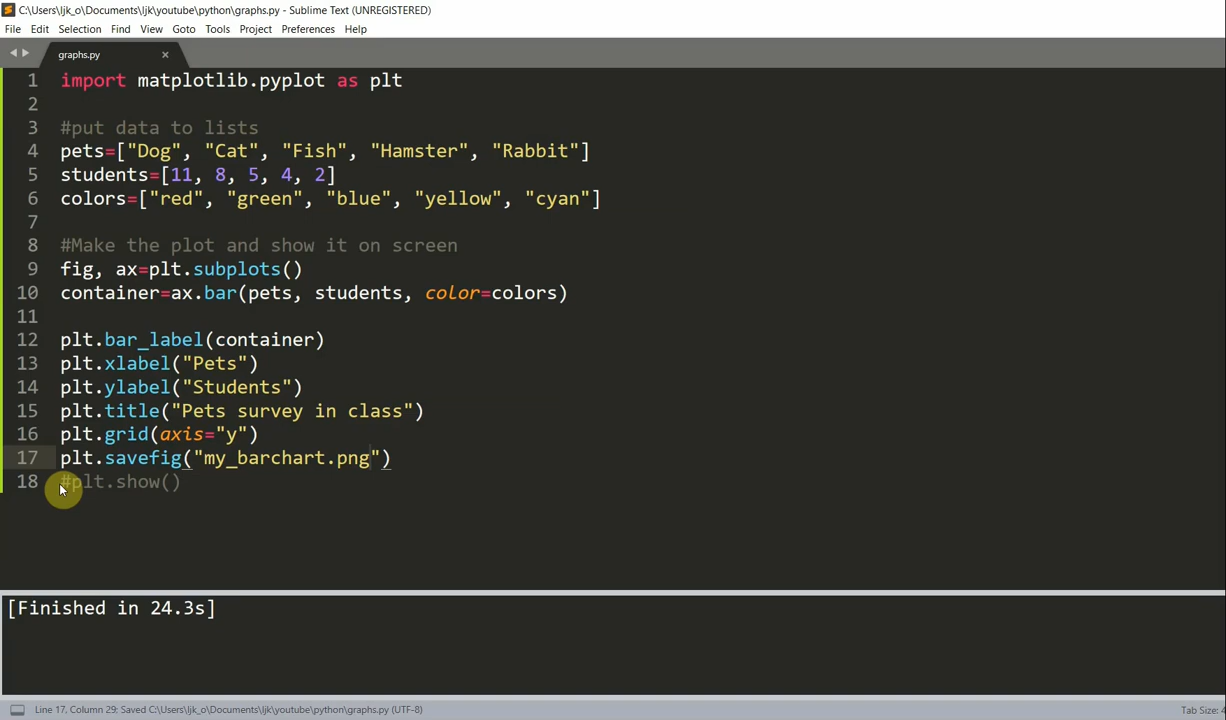 C:\Users\ljk_o\Documents\ljk\youtube\python\graphs.py - Sublime Text (UNREGISTERED)
File Edit Selection Find View Goto Tools Project Preferences Help
graphs.py ×
1 import matplotlib.pyplot as plt
2
3 #put data to lists
4 pets=["Dog", "Cat", "Fish", "Hamster", "Rabbit"]
5 students=[11, 8, 5, 4, 2]
6 colors=["red", "green", "blue", "yellow", "cyan"]
7
8 #Make the plot and show it on screen
9 fig, ax=plt.subplots()
10 container=ax.bar(pets, students, color=colors)
11
12 plt.bar_label(container)
13 plt.xlabel("Pets")
14 plt.ylabel("Students")
15 plt.title("Pets survey in class")
16 plt.grid(axis="y")
17 plt.savefig("my_barchart.png")
18 #plt.show()
[Finished in 24.3s]
Line 17, Column 29; Saved C:\Users\ljk_o\Documents\ljk\youtube\python\graphs.py (UTF-8) Tab Size: 4